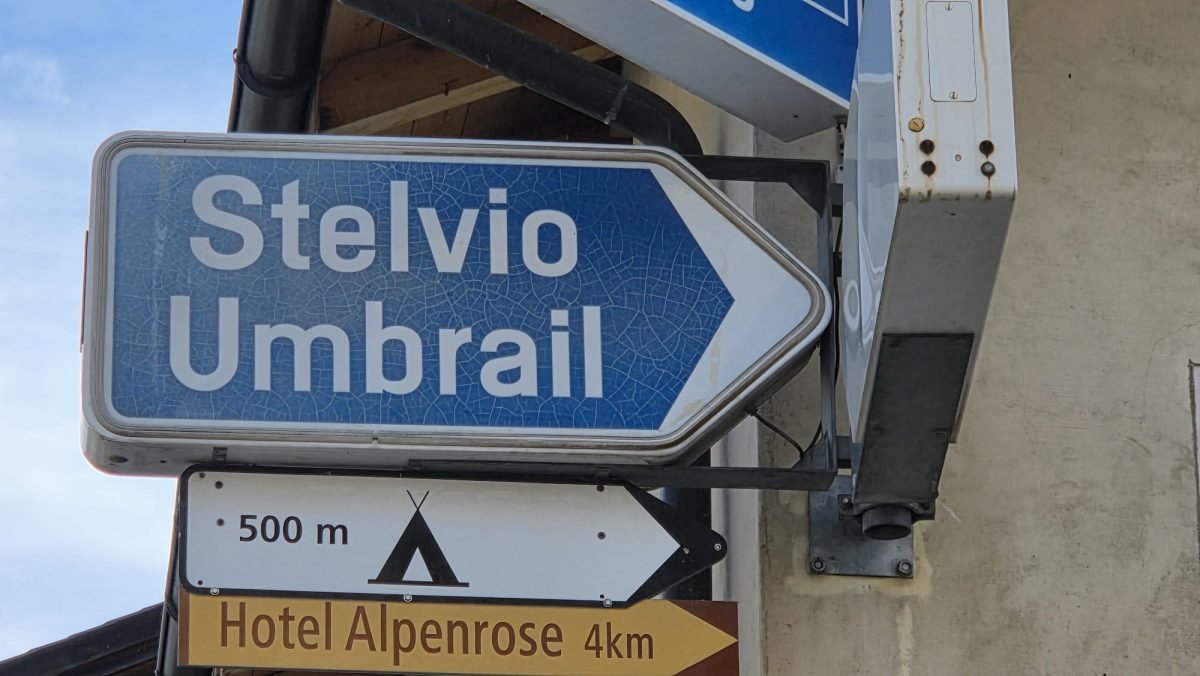 Stelvio
Umbrail
500 m
Hotel Alpenrose 4km